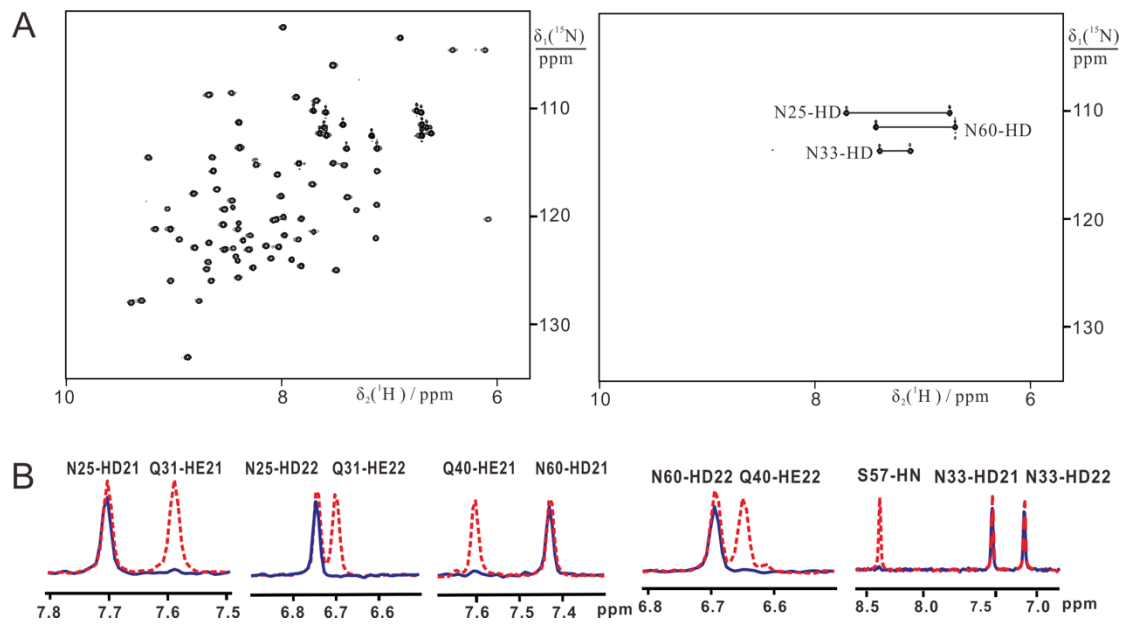 A
δ₁(¹⁵N)
ppm
110
120
130
10
8
6
δ₂(¹H) / ppm
δ₁(¹⁵N)
ppm
N25-HD
N60-HD
N33-HD
110
120
130
10
8
6
δ₂(¹H) / ppm
B
N25-HD21 Q31-HE21
7.8 7.7 7.6 7.5
N25-HD22 Q31-HE22
6.8 6.7 6.6
Q40-HE21 N60-HD21
7.6 7.5 7.4 ppm
N60-HD22 Q40-HE22
6.8 6.7 6.6
S57-HN N33-HD21 N33-HD22
8.5 8.0 7.5 7.0 ppm